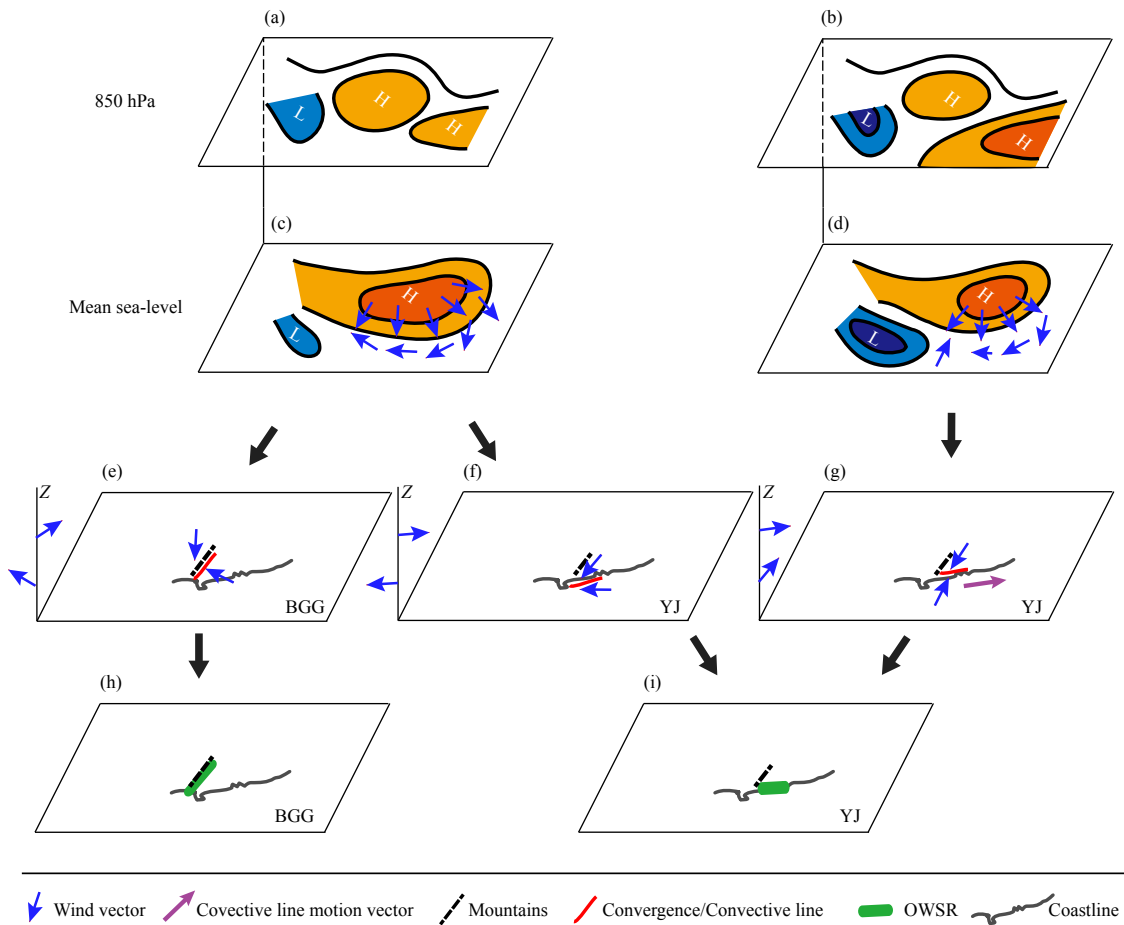 (a) (b)
850 hPa
L H H
L H H
(c) (d)
Mean sea-level
H L
H L
(e) (f) (g)
Z Z Z
BGG YJ YJ
(h) (i)
BGG YJ
Wind vector Covective line motion vector Mountains Convergence/Convective line OWSR Coastline